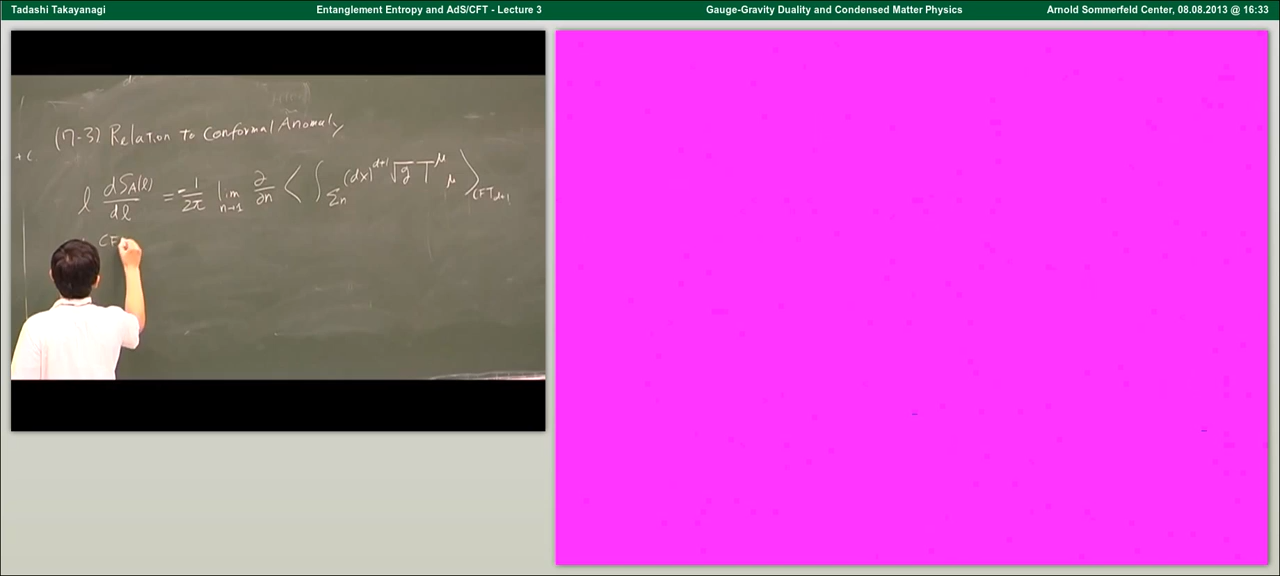 Tadashi Takayanagi Entanglement Entropy and AdS/CFT - Lecture 3 Gauge-Gravity Duality and Condensed Matter Physics Arnold Sommerfeld Center, 08.08.2013 @ 16:33
(7-3) Relation to Conformal Anomaly
l dS_A(l)/dl = -1/2π lim_{n→1} ∂/∂n ⟨ ∫_{Σn} (dx)^{d+1} √g T^μ_μ ⟩_{CFT_{d+1}}
CF